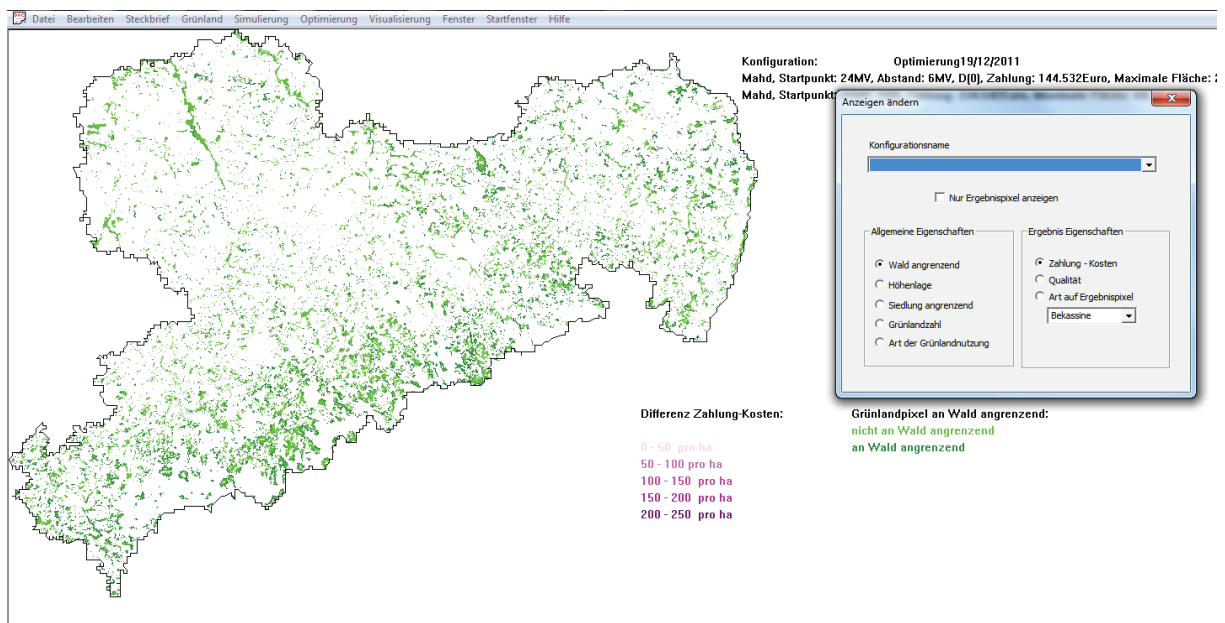 Datei Bearbeiten Steckbrief Grünland Simulierung Optimierung Visualisierung Fenster Startfenster Hilfe
Konfiguration: Optimierung19/12/2011
Mahd, Startpunkt: 24MV, Abstand: 6MV, D(0), Zahlung: 144.532Euro, Maximale Fläche: 2
Mahd, Startpunkt:
Anzeigen ändern
Konfigurationsname
Nur Ergebnispixel anzeigen
Allgemeine Eigenschaften
Wald angrenzend
Höhenlage
Siedlung angrenzend
Grünlandzahl
Art der Grünlandnutzung
Ergebnis Eigenschaften
Zahlung - Kosten
Qualität
Art auf Ergebnispixel
Bekassine
Differenz Zahlung-Kosten:
0 - 50 pro ha
50 - 100 pro ha
100 - 150 pro ha
150 - 200 pro ha
200 - 250 pro ha
Grünlandpixel an Wald angrenzend:
nicht an Wald angrenzend
an Wald angrenzend